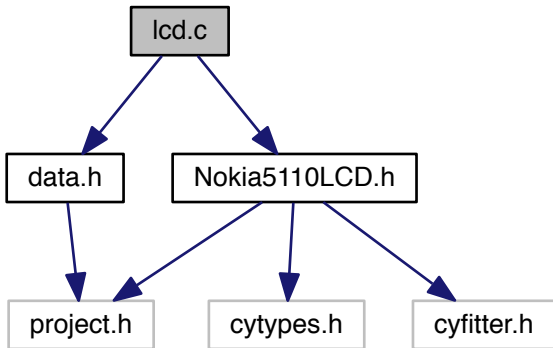 lcd.c
data.h
Nokia5110LCD.h
project.h
cytypes.h
cyfitter.h